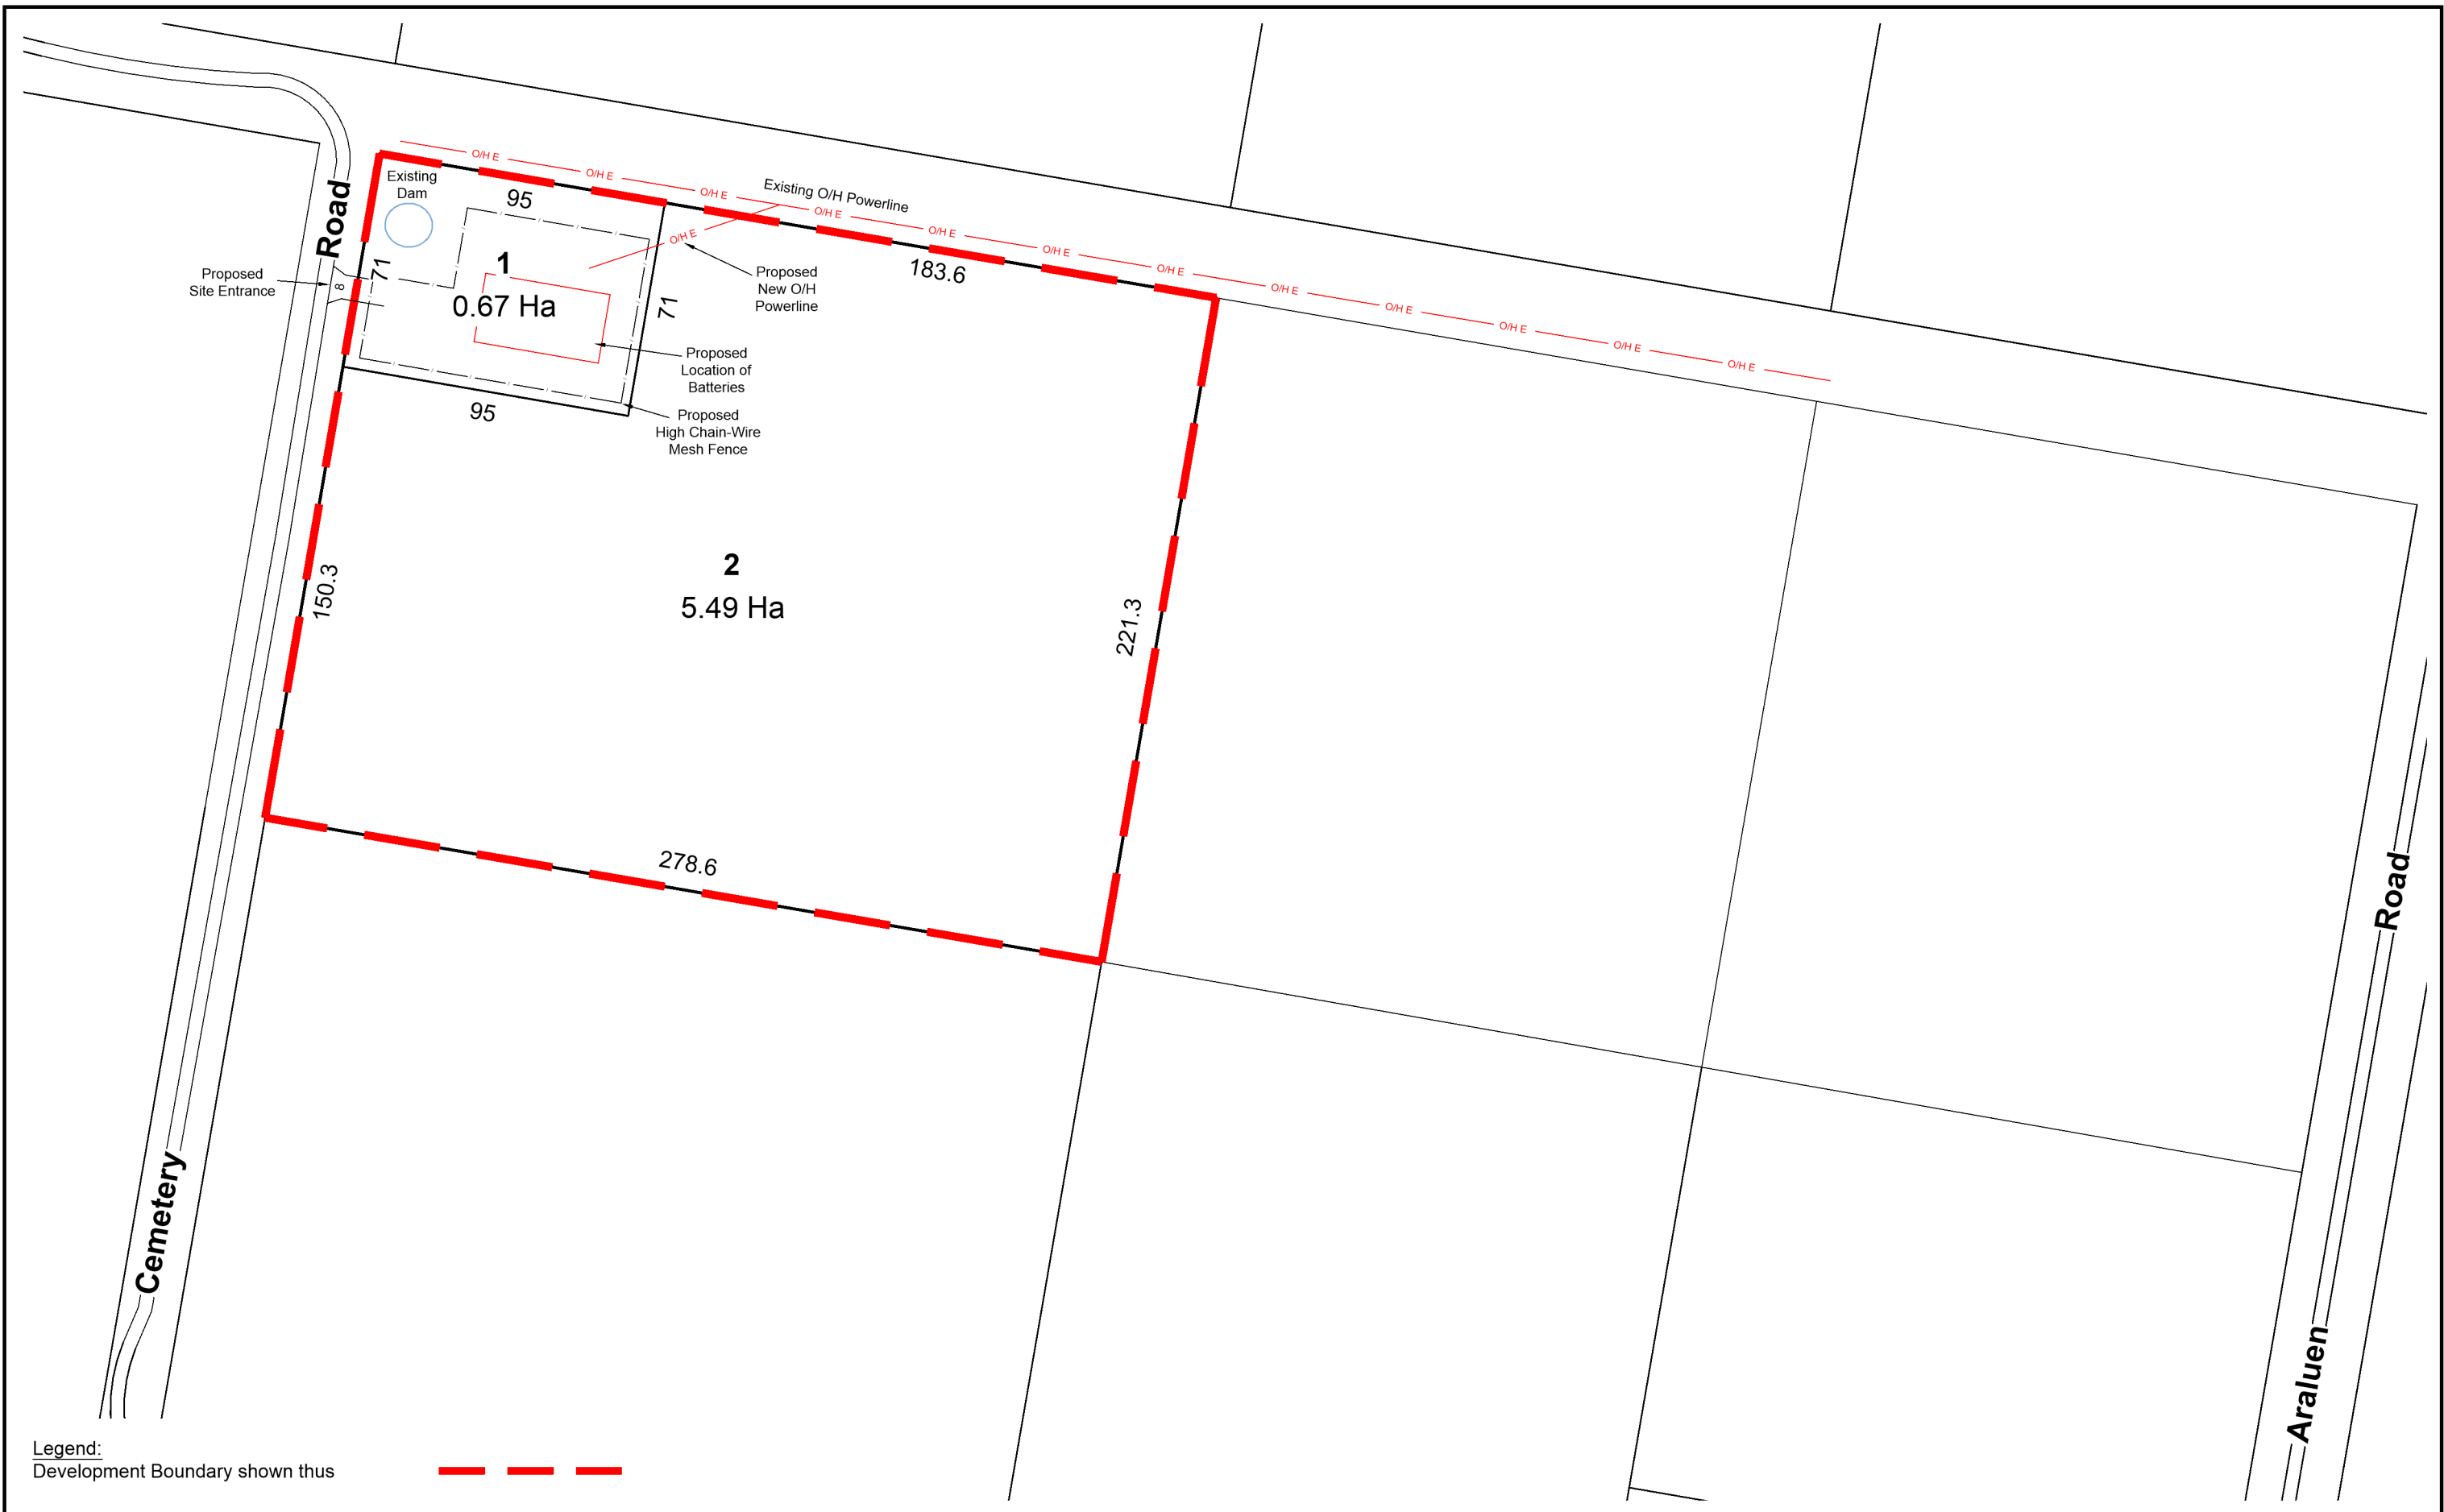 O/H E
O/H E
O/H E
O/H E
O/H E
O/H E
O/H E
O/H E
O/H E
O/H E
O/H E
O/H E
Existing O/H Powerline
Existing
Dam
95
Road
O/H E
71
1
0.67 Ha
Proposed
Site Entrance
8
183.6
Proposed
New O/H
Powerline
71
Proposed
Location of
Batteries
95
Proposed
High Chain-Wire
Mesh Fence
2
5.49 Ha
150.3
221.3
278.6
Road
Cemetery
Araluen
Legend:
Development Boundary shown thus